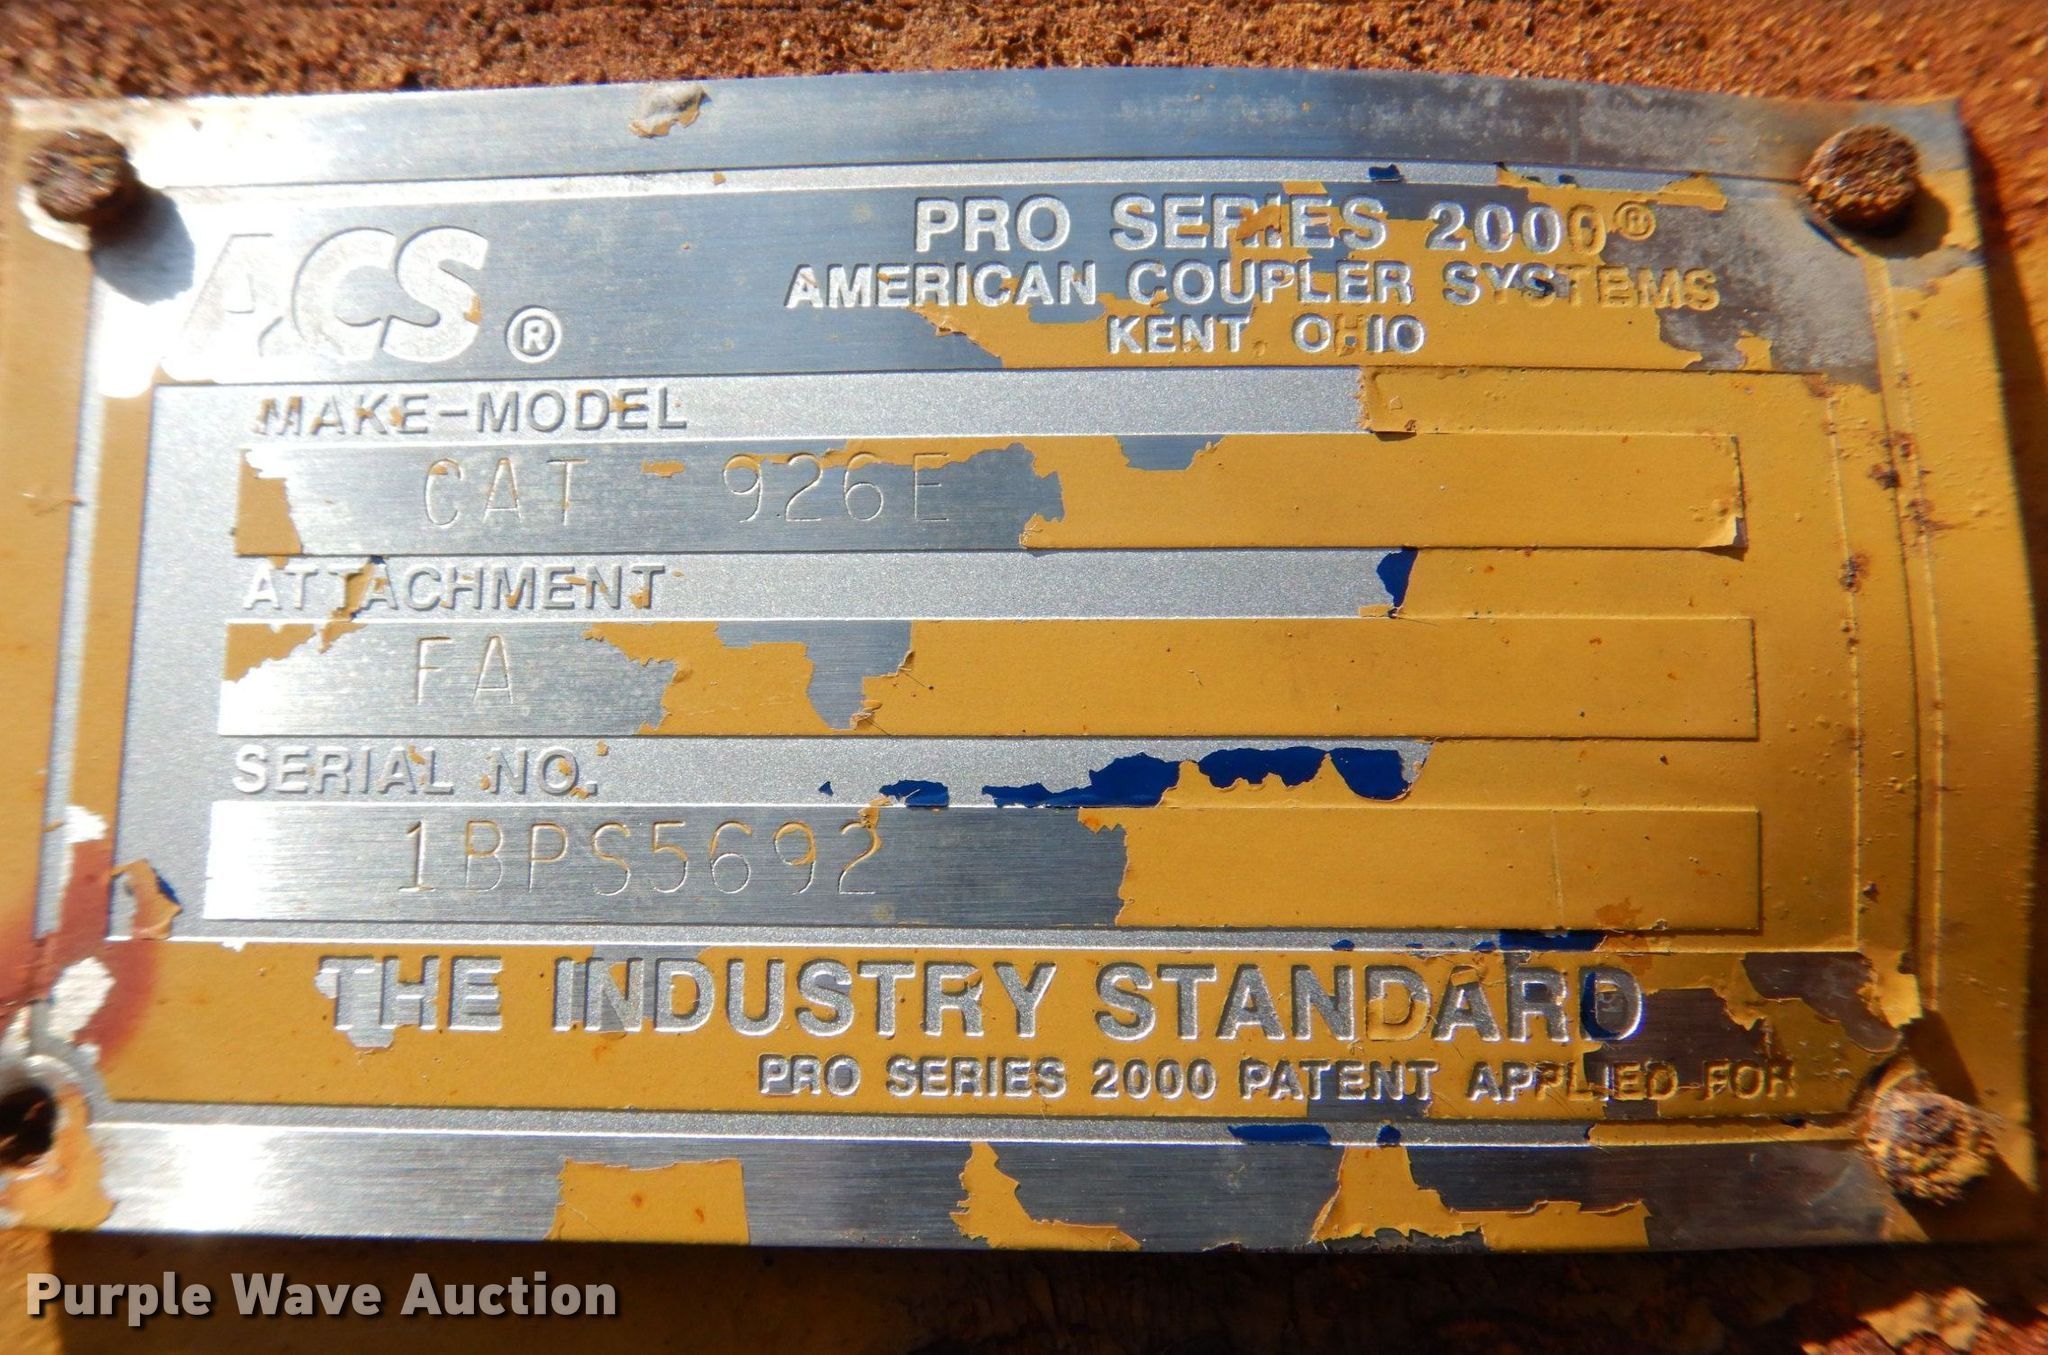 ACS®
PRO SERIES 2000®
AMERICAN COUPLER SYSTEMS
KENT, OHIO
MAKE-MODEL
CAT - 926E
ATTACHMENT
FA
SERIAL NO.
1BPS5692
THE INDUSTRY STANDARD
PRO SERIES 2000 PATENT APPLIED FOR
Purple Wave Auction